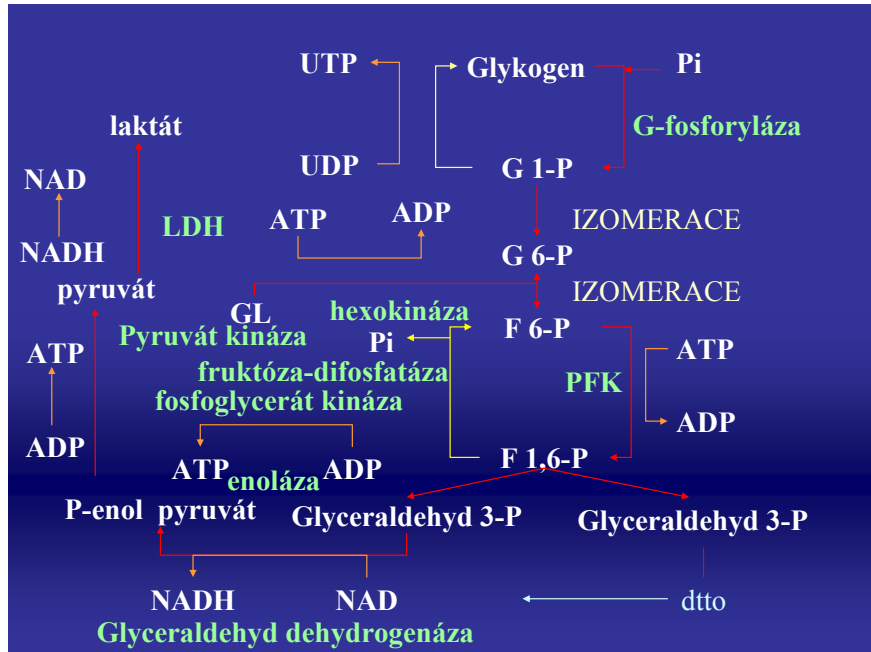 UTP
Glykogen
Pi
laktát
G-fosforyláza
UDP
G 1-P
NAD
LDH
ATP
ADP
IZOMERACE
NADH
G 6-P
pyruvát
IZOMERACE
GL
hexokináza
Pyruvát kináza
Pi
F 6-P
ATP
ATP
fruktóza-difosfatáza
PFK
fosfoglycerát kináza
ADP
ADP
F 1,6-P
ATP
enoláza
ADP
P-enol pyruvát
Glyceraldehyd 3-P
Glyceraldehyd 3-P
NADH
NAD
dtto
Glyceraldehyd dehydrogenáza